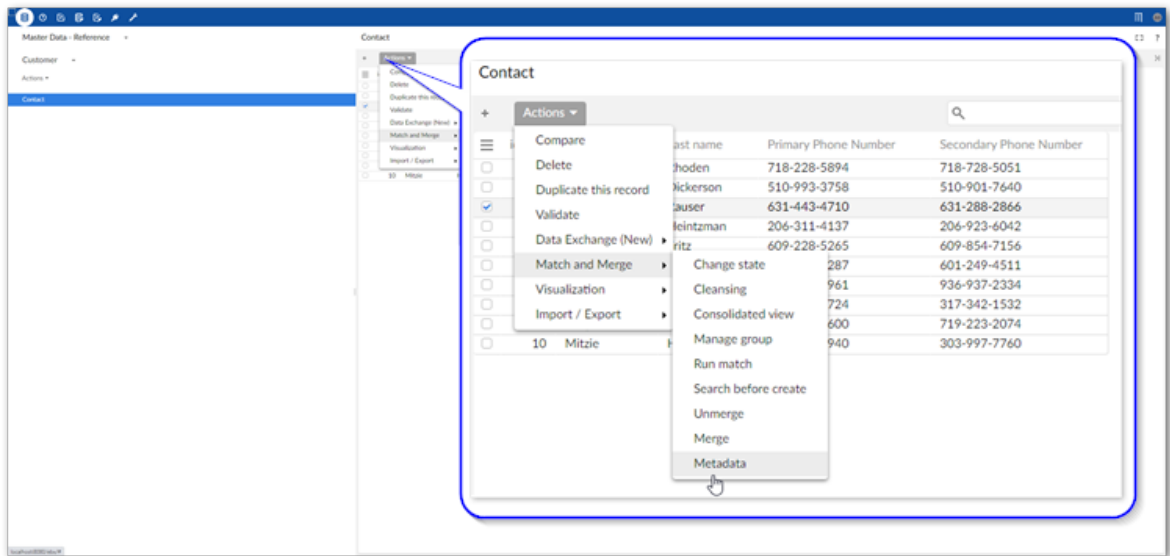 Master Data - Reference
Contact
?
Customer
Actions
Contact
+ Actions
Delete
Duplicate this
Validate
Data Exchange (New)
Match and Merge
Visualization
Import / Export
10 Mitzie
Contact
+ Actions
ast name Primary Phone Number Secondary Phone Number
Compare
hoden 718-228-5894 718-728-5051
Delete
Dickerson 510-993-3758 510-901-7640
Duplicate this record
auser 631-443-4710 631-288-2866
Validate
Heintzman 206-311-4137 206-923-6042
Data Exchange (New)
ritz 609-228-5265 609-854-7156
Match and Merge
Change state
287 601-249-4511
Visualization
Cleansing
961 936-937-2334
Import / Export
Consolidated view
724 317-342-1532
600 719-223-2074
10 Mitzie H
Manage group
940 303-997-7760
Run match
Search before create
Unmerge
Merge
Metadata